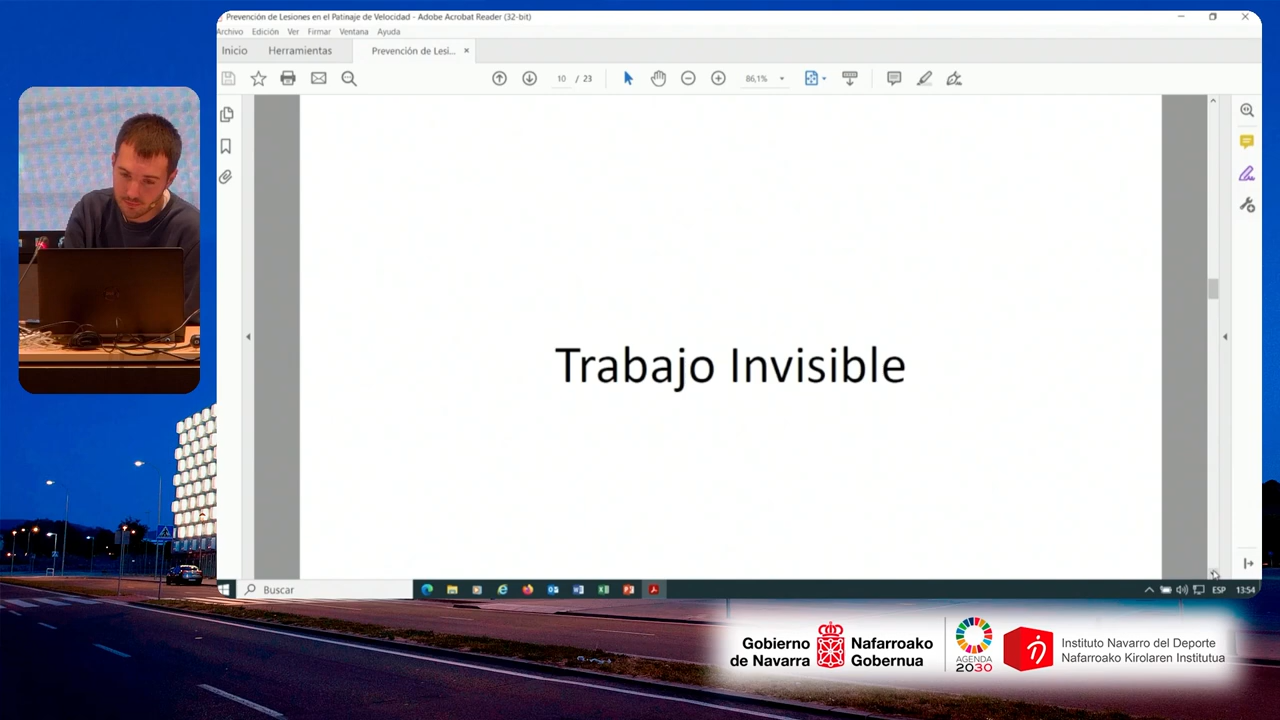 Prevención de Lesiones en el Patinaje de Velocidad - Adobe Acrobat Reader (32-bit)
Archivo Edición Ver Firmar Ventana Ayuda
Inicio Herramientas Prevención de Lesi... ×
10 / 23 86,1%
Trabajo Invisible
Buscar
ESP 13:54
Gobierno de Navarra
Nafarroako Gobernua
AGENDA 2030
Instituto Navarro del Deporte
Nafarroako Kirolaren Institutua